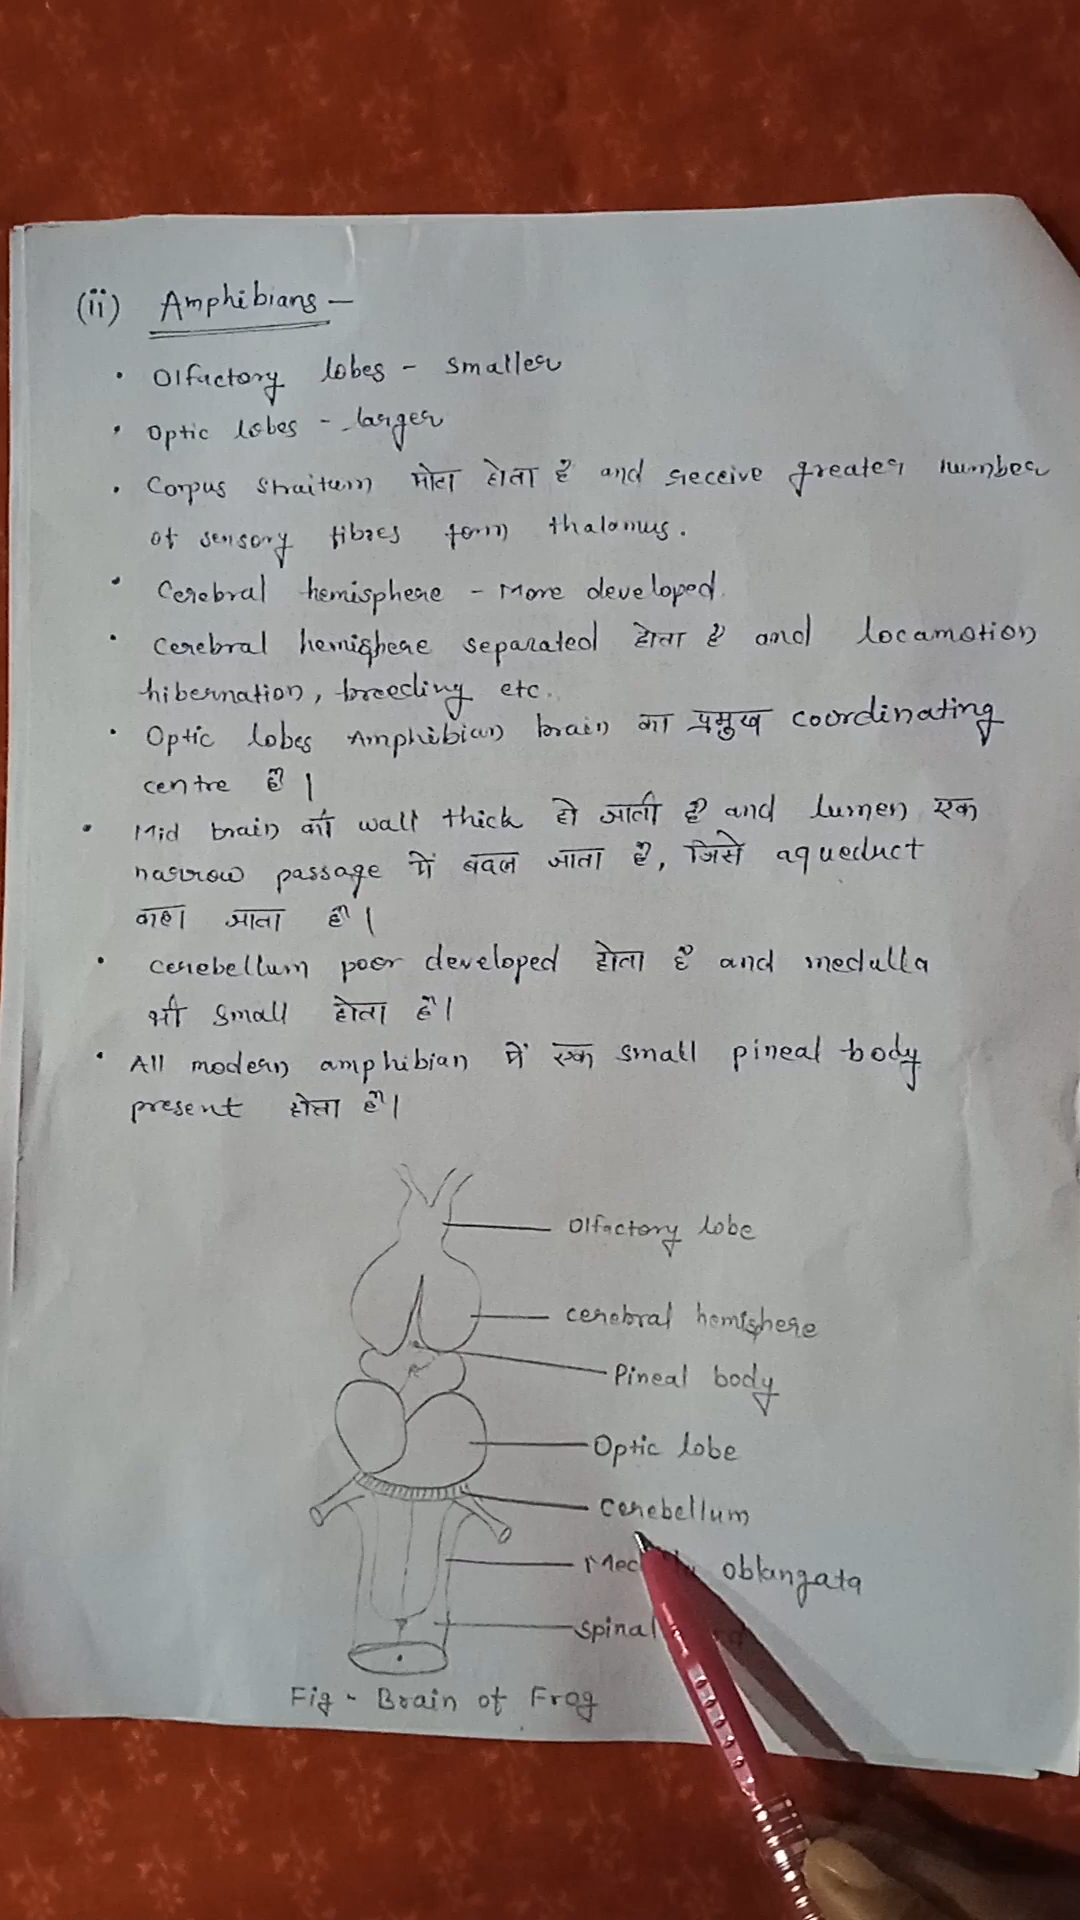 (ii) Amphibians -
• Olfactory lobes - smaller
• Optic lobes - larger
• Corpus straitum मोटा होता है and receive greater number
of sensory fibres form thalamus.
• Cerebral hemisphere - More developed.
• Cerebral hemishere separated होता है and locamotion
hibernation, breeding etc.
• Optic lobes Amphibian brain का प्रमुख coordinating
centre है |
• Mid brain की wall thick हो जाती है and lumen एक
narrow passage में बदल जाता है, जिसे aqueduct
कहा जाता है |
• Cerebellum poor developed होता है and medulla
भी small होता है |
• All modern amphibian में एक small pineal body
present होता है |
Olfactory lobe
cerebral hemishere
Pineal body
Optic lobe
Cerebellum
oblangata
Spinal
Fig - Brain of Frog